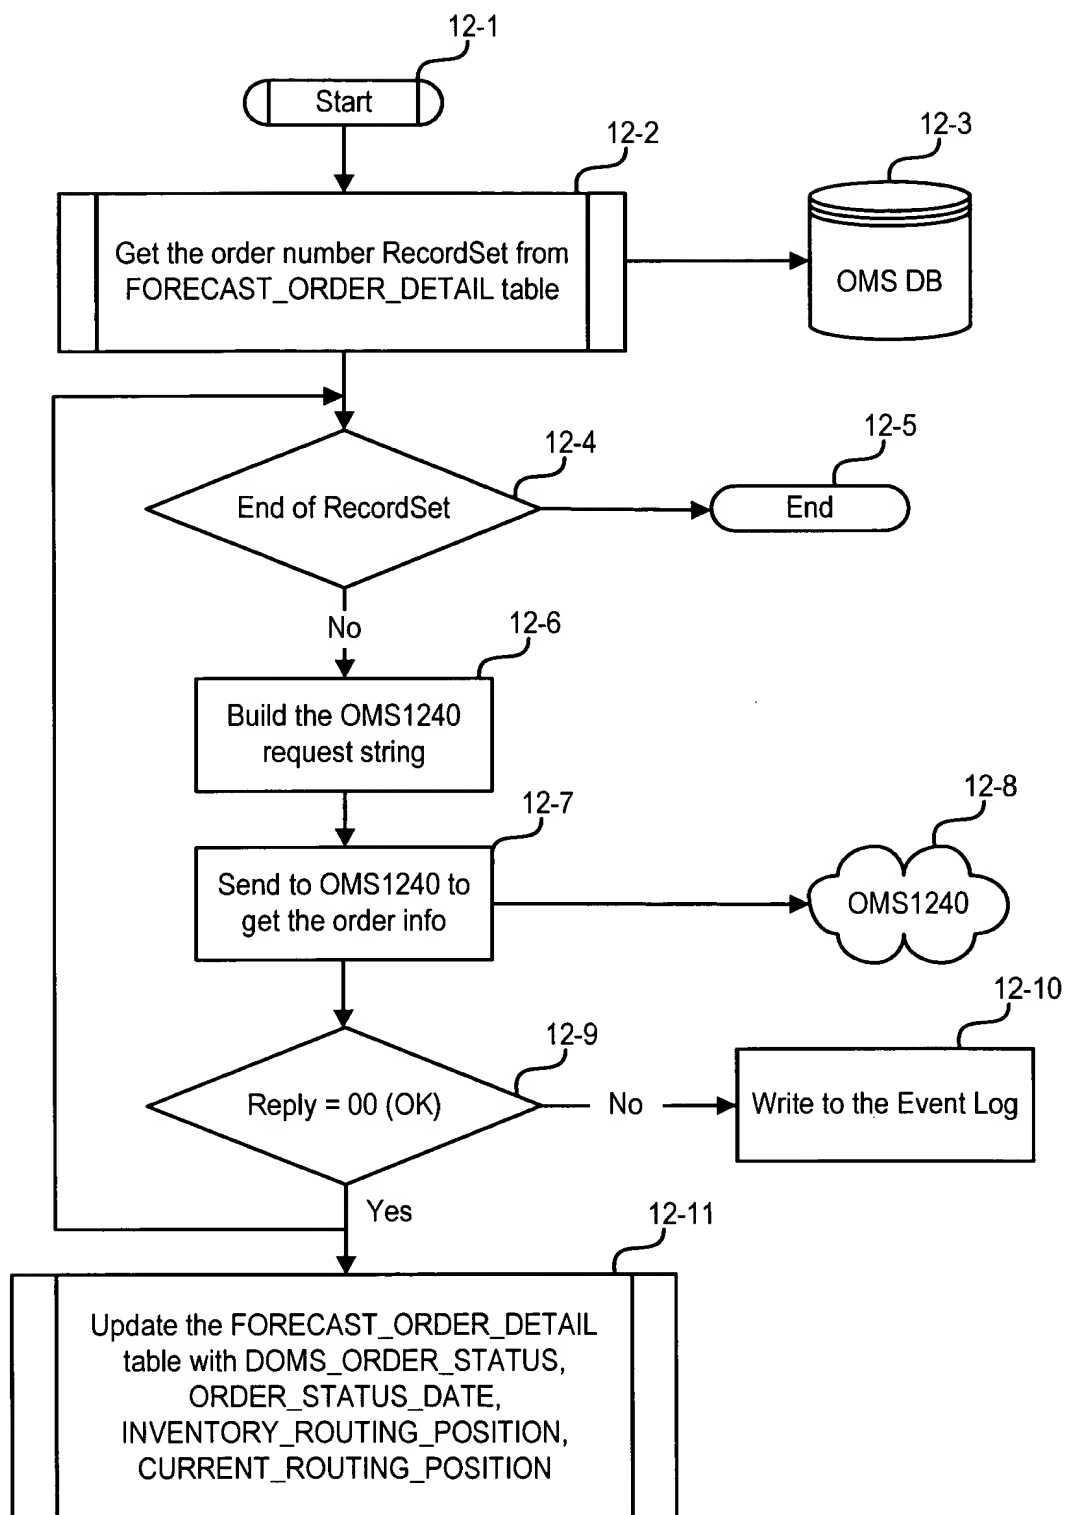 12-1
Start
12-2
12-3
Get the order number RecordSet from
FORECAST_ORDER_DETAIL table
OMS DB
12-4
12-5
End of RecordSet
End
No
12-6
Build the OMS1240
request string
12-7
12-8
Send to OMS1240 to
get the order info
OMS1240
12-9
12-10
Reply = 00 (OK)
No
Write to the Event Log
Yes
12-11
Update the FORECAST_ORDER_DETAIL
table with DOMS_ORDER_STATUS,
ORDER_STATUS_DATE,
INVENTORY_ROUTING_POSITION,
CURRENT_ROUTING_POSITION